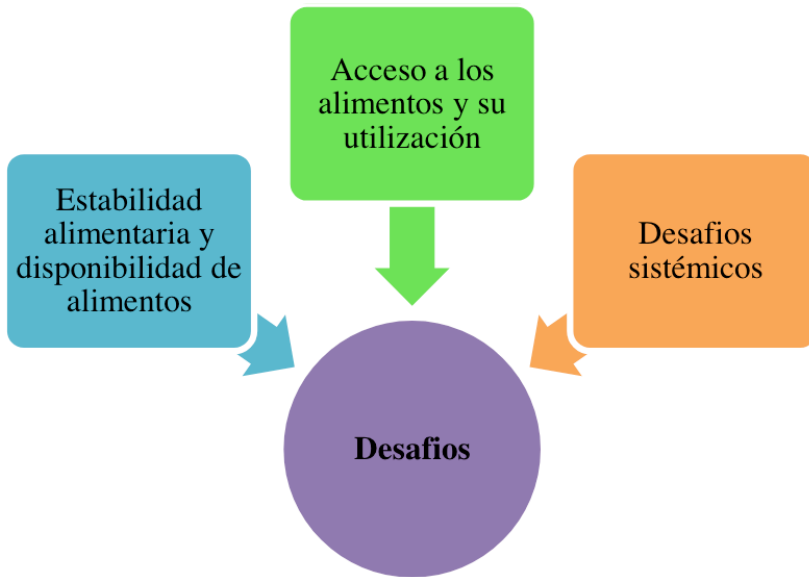 Acceso a los
alimentos y su
utilización
Estabilidad
alimentaria y
disponibilidad de
alimentos
Desafios
sistémicos
Desafios